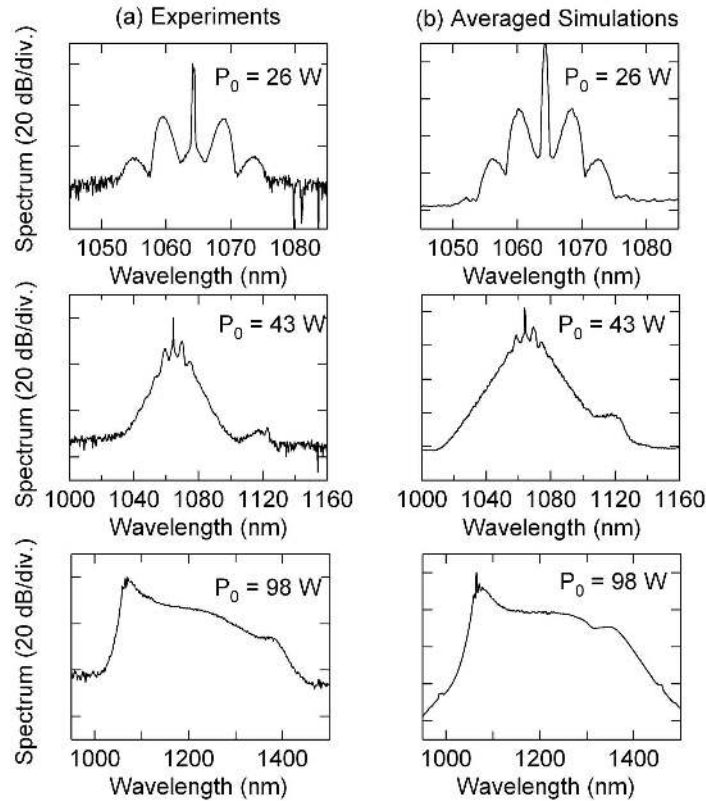 (a) Experiments
(b) Averaged Simulations
Spectrum (20 dB/div.)
P0 = 26 W
1050 1060 1070 1080
Wavelength (nm)
P0 = 26 W
1050 1060 1070 1080
Wavelength (nm)
Spectrum (20 dB/div.)
P0 = 43 W
1000 1040 1080 1120 1160
Wavelength (nm)
P0 = 43 W
1000 1040 1080 1120 1160
Wavelength (nm)
Spectrum (20 dB/div.)
P0 = 98 W
1000 1200 1400
Wavelength (nm)
P0 = 98 W
1000 1200 1400
Wavelength (nm)